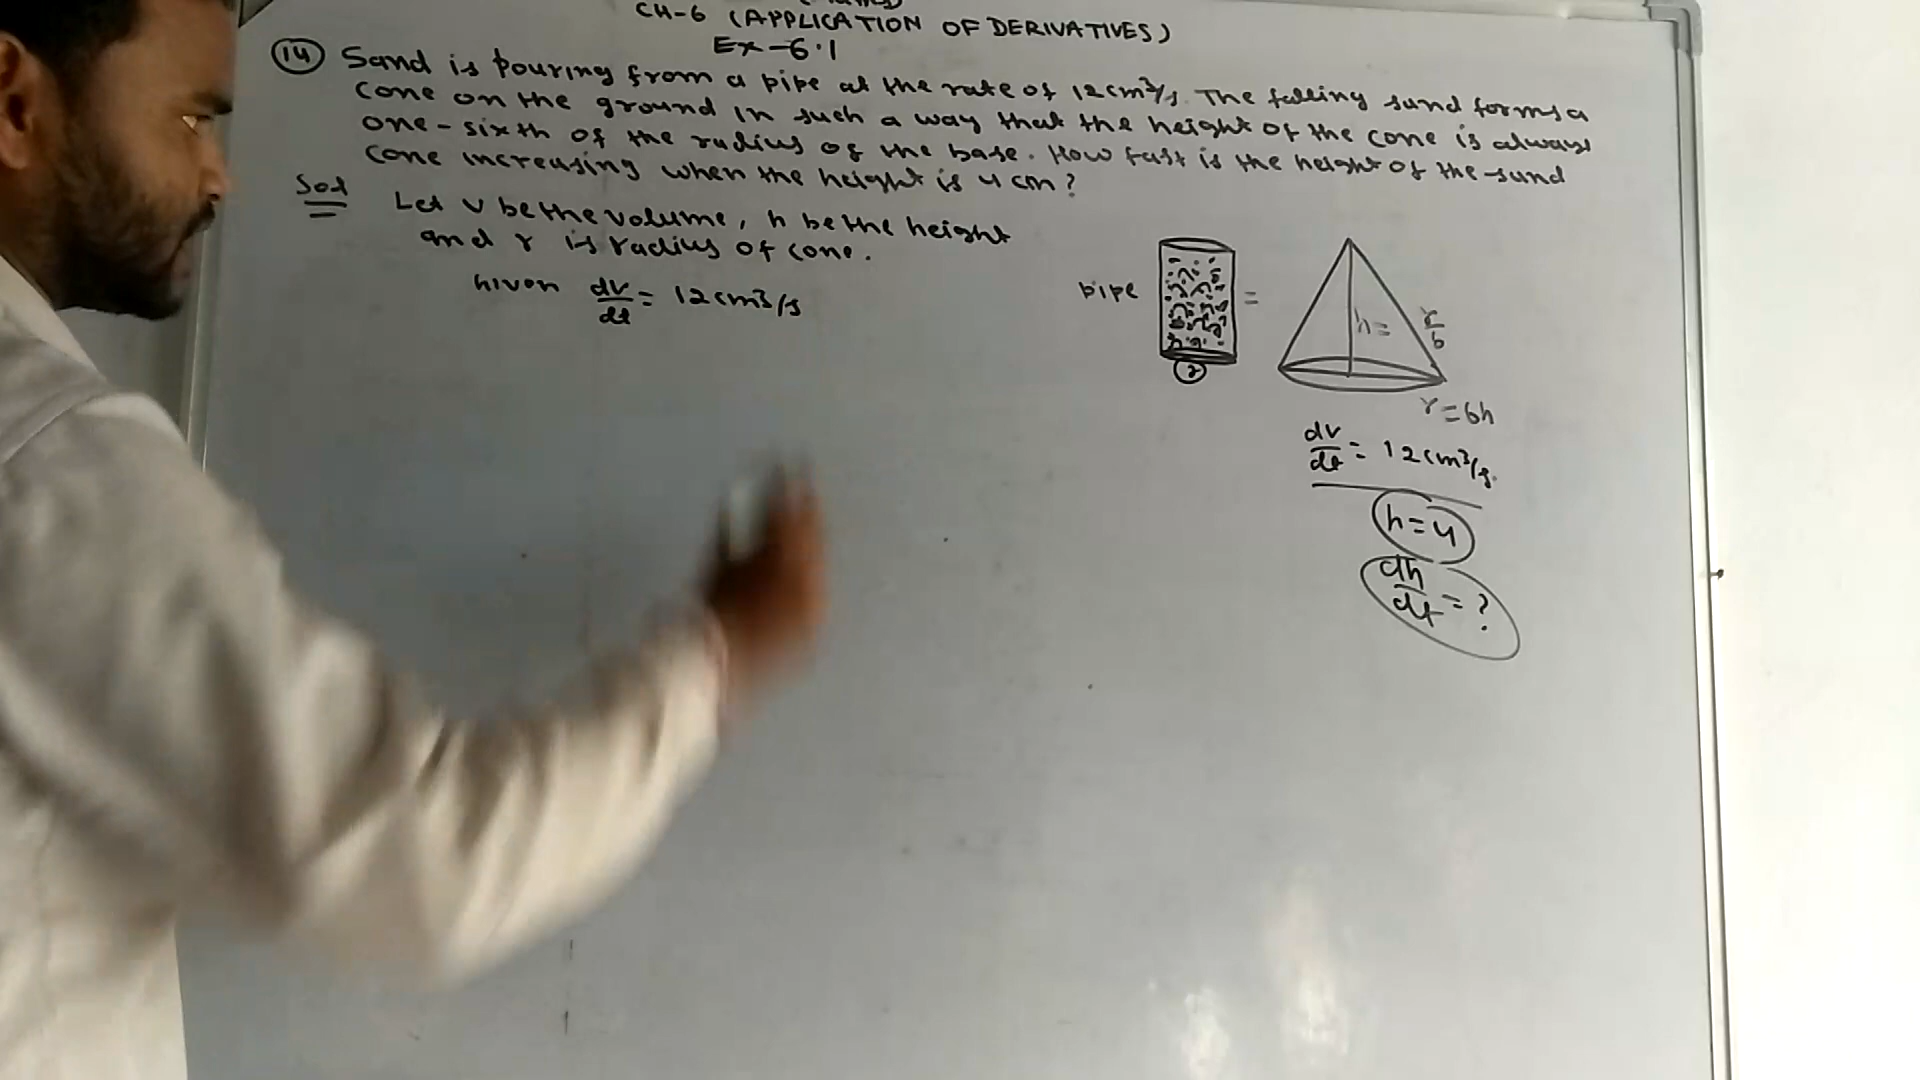 CH-6 (APPLICATION OF DERIVATIVES)
Ex-6.1
14 Sand is pouring from a pipe at the rate of 12cm³/s. The falling sand forms a
cone on the ground in such a way that the height of the cone is always
one-sixth of the radius of the base. How fast is the height of the sand
cone increasing when the height is 4 cm?
Sol Let v be the volume, h be the height
and r is radius of cone.
Given dv/dt = 12cm³/s
pipe = h = r/6
r = 6h
dv/dt = 12cm³/s.
h=4
dh/dt = ?